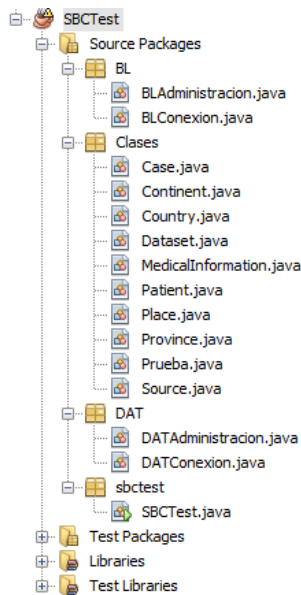 SBCTest
Source Packages
BL
BLAdministracion.java
BLConexion.java
Clases
Case.java
Continent.java
Country.java
Dataset.java
MedicalInformation.java
Patient.java
Place.java
Province.java
Prueba.java
Source.java
DAT
DATAdministracion.java
DATConexion.java
sbctest
SBCTest.java
Test Packages
Libraries
Test Libraries